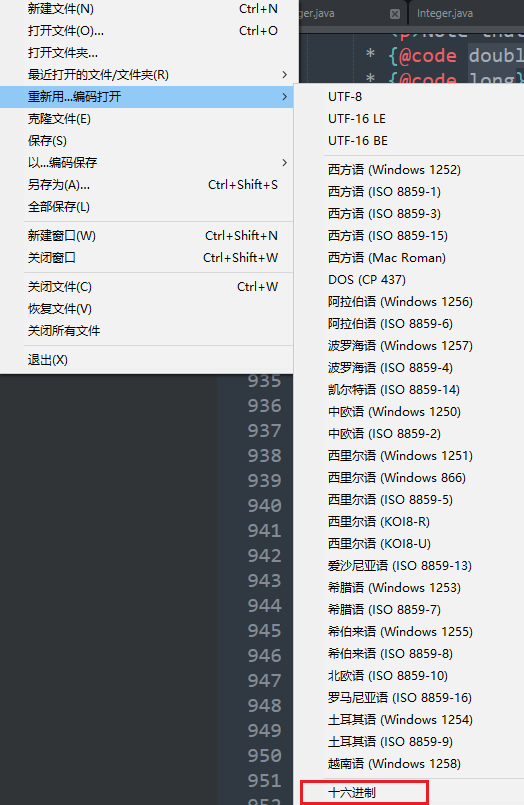 新建文件(N) Ctrl+N
打开文件(O)... Ctrl+O
打开文件夹...
最近打开的文件/文件夹(R)
重新用...编码打开
克隆文件(E)
保存(S)
以...编码保存
另存为(A)... Ctrl+Shift+S
全部保存(L)
新建窗口(W) Ctrl+Shift+N
关闭窗口 Ctrl+Shift+W
关闭文件(C) Ctrl+W
恢复文件(V)
关闭所有文件
退出(X)
ger.java
Integer.java
<p>Note that
* {@code doubl
* {@code long}
UTF-8
UTF-16 LE
UTF-16 BE
西方语 (Windows 1252)
西方语 (ISO 8859-1)
西方语 (ISO 8859-3)
西方语 (ISO 8859-15)
西方语 (Mac Roman)
DOS (CP 437)
阿拉伯语 (Windows 1256)
阿拉伯语 (ISO 8859-6)
波罗海语 (Windows 1257)
波罗海语 (ISO 8859-4)
凯尔特语 (ISO 8859-14)
中欧语 (Windows 1250)
中欧语 (ISO 8859-2)
西里尔语 (Windows 1251)
西里尔语 (Windows 866)
西里尔语 (ISO 8859-5)
西里尔语 (KOI8-R)
西里尔语 (KOI8-U)
爱沙尼亚语 (ISO 8859-13)
希腊语 (Windows 1253)
希腊语 (ISO 8859-7)
希伯来语 (Windows 1255)
希伯来语 (ISO 8859-8)
北欧语 (ISO 8859-10)
罗马尼亚语 (ISO 8859-16)
土耳其语 (Windows 1254)
土耳其语 (ISO 8859-9)
越南语 (Windows 1258)
十六进制
935
936
937
938
939
940
941
942
943
944
945
946
947
948
949
950
951
952